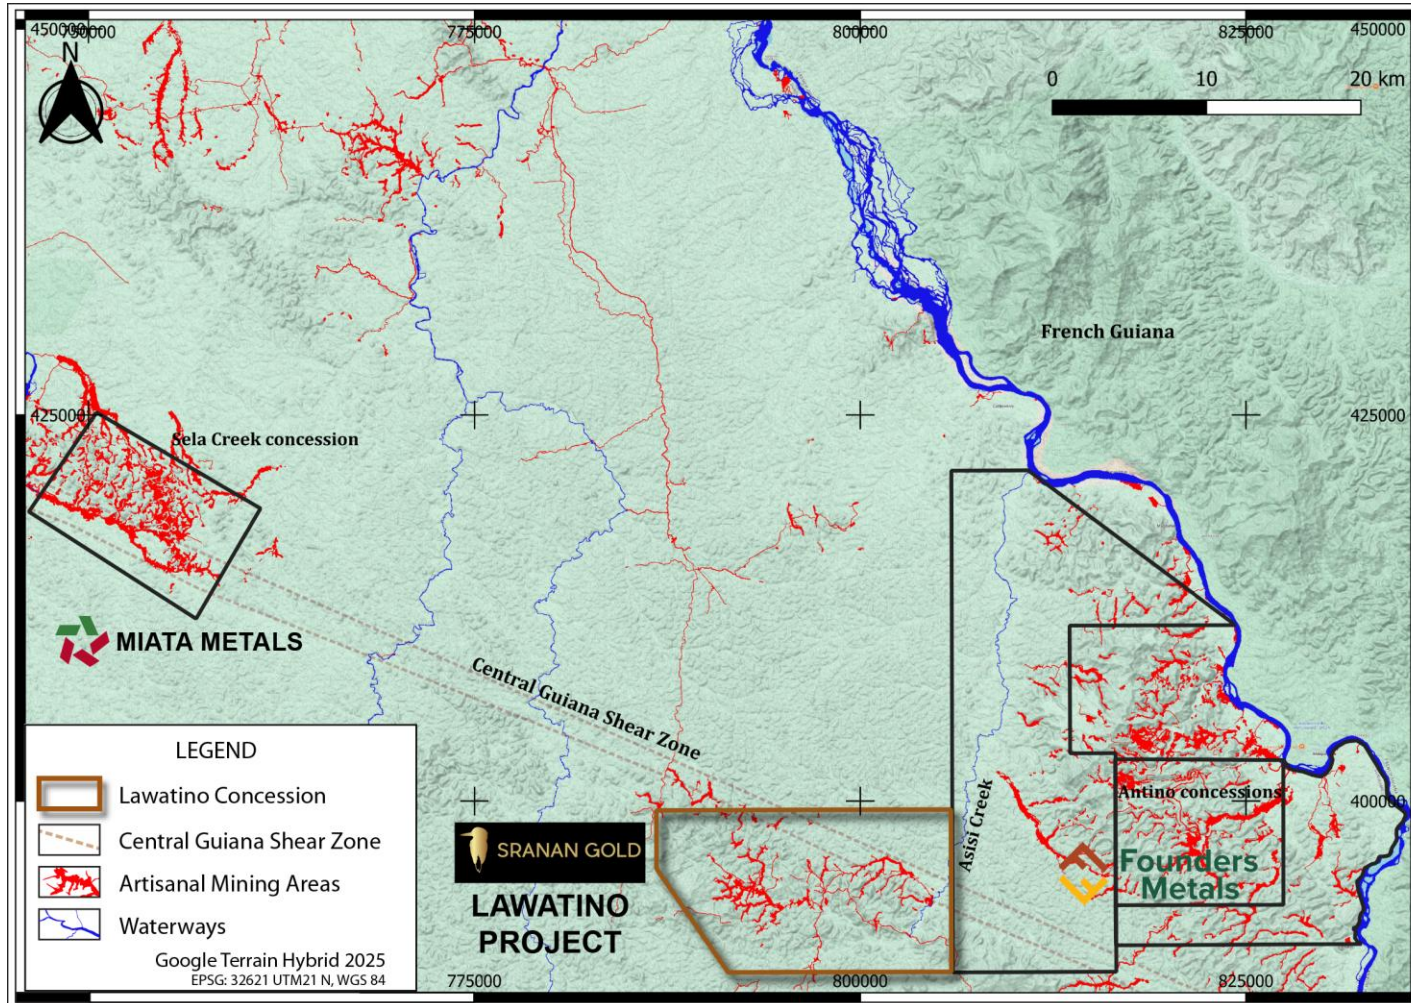 450000
750000
775000
800000
825000
450000
N
0 10 20 km
French Guiana
425000
425000
Sela Creek concession
MIATA METALS
Central Guiana Shear Zone
Asisi Creek
Antino concessions
400000
Founders
Metals
SRANAN GOLD
LAWATINO
PROJECT
LEGEND
Lawatino Concession
Central Guiana Shear Zone
Artisanal Mining Areas
Waterways
Google Terrain Hybrid 2025
EPSG: 32621 UTM21 N, WGS 84
775000
800000
825000